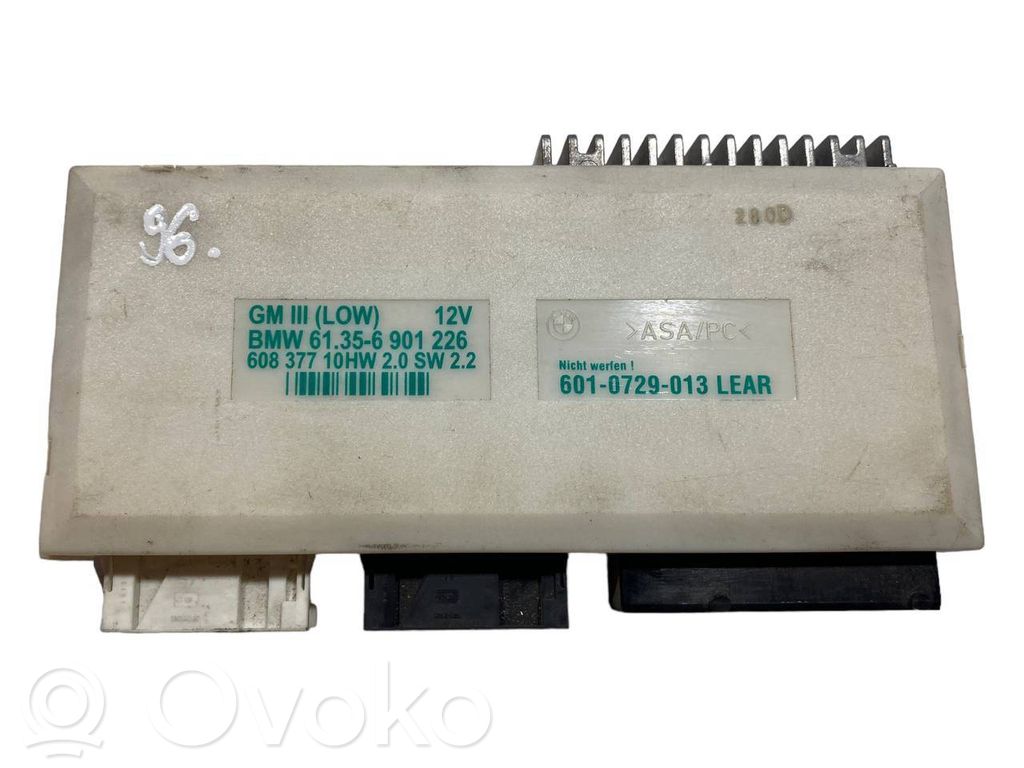 96.
280D
GM III (LOW) 12V
BMW 61.35-6 901 226
608 377 10HW 2.0 SW 2.2
>ASA/PC<
Nicht werfen !
601-0729-013 LEAR
Ovoko